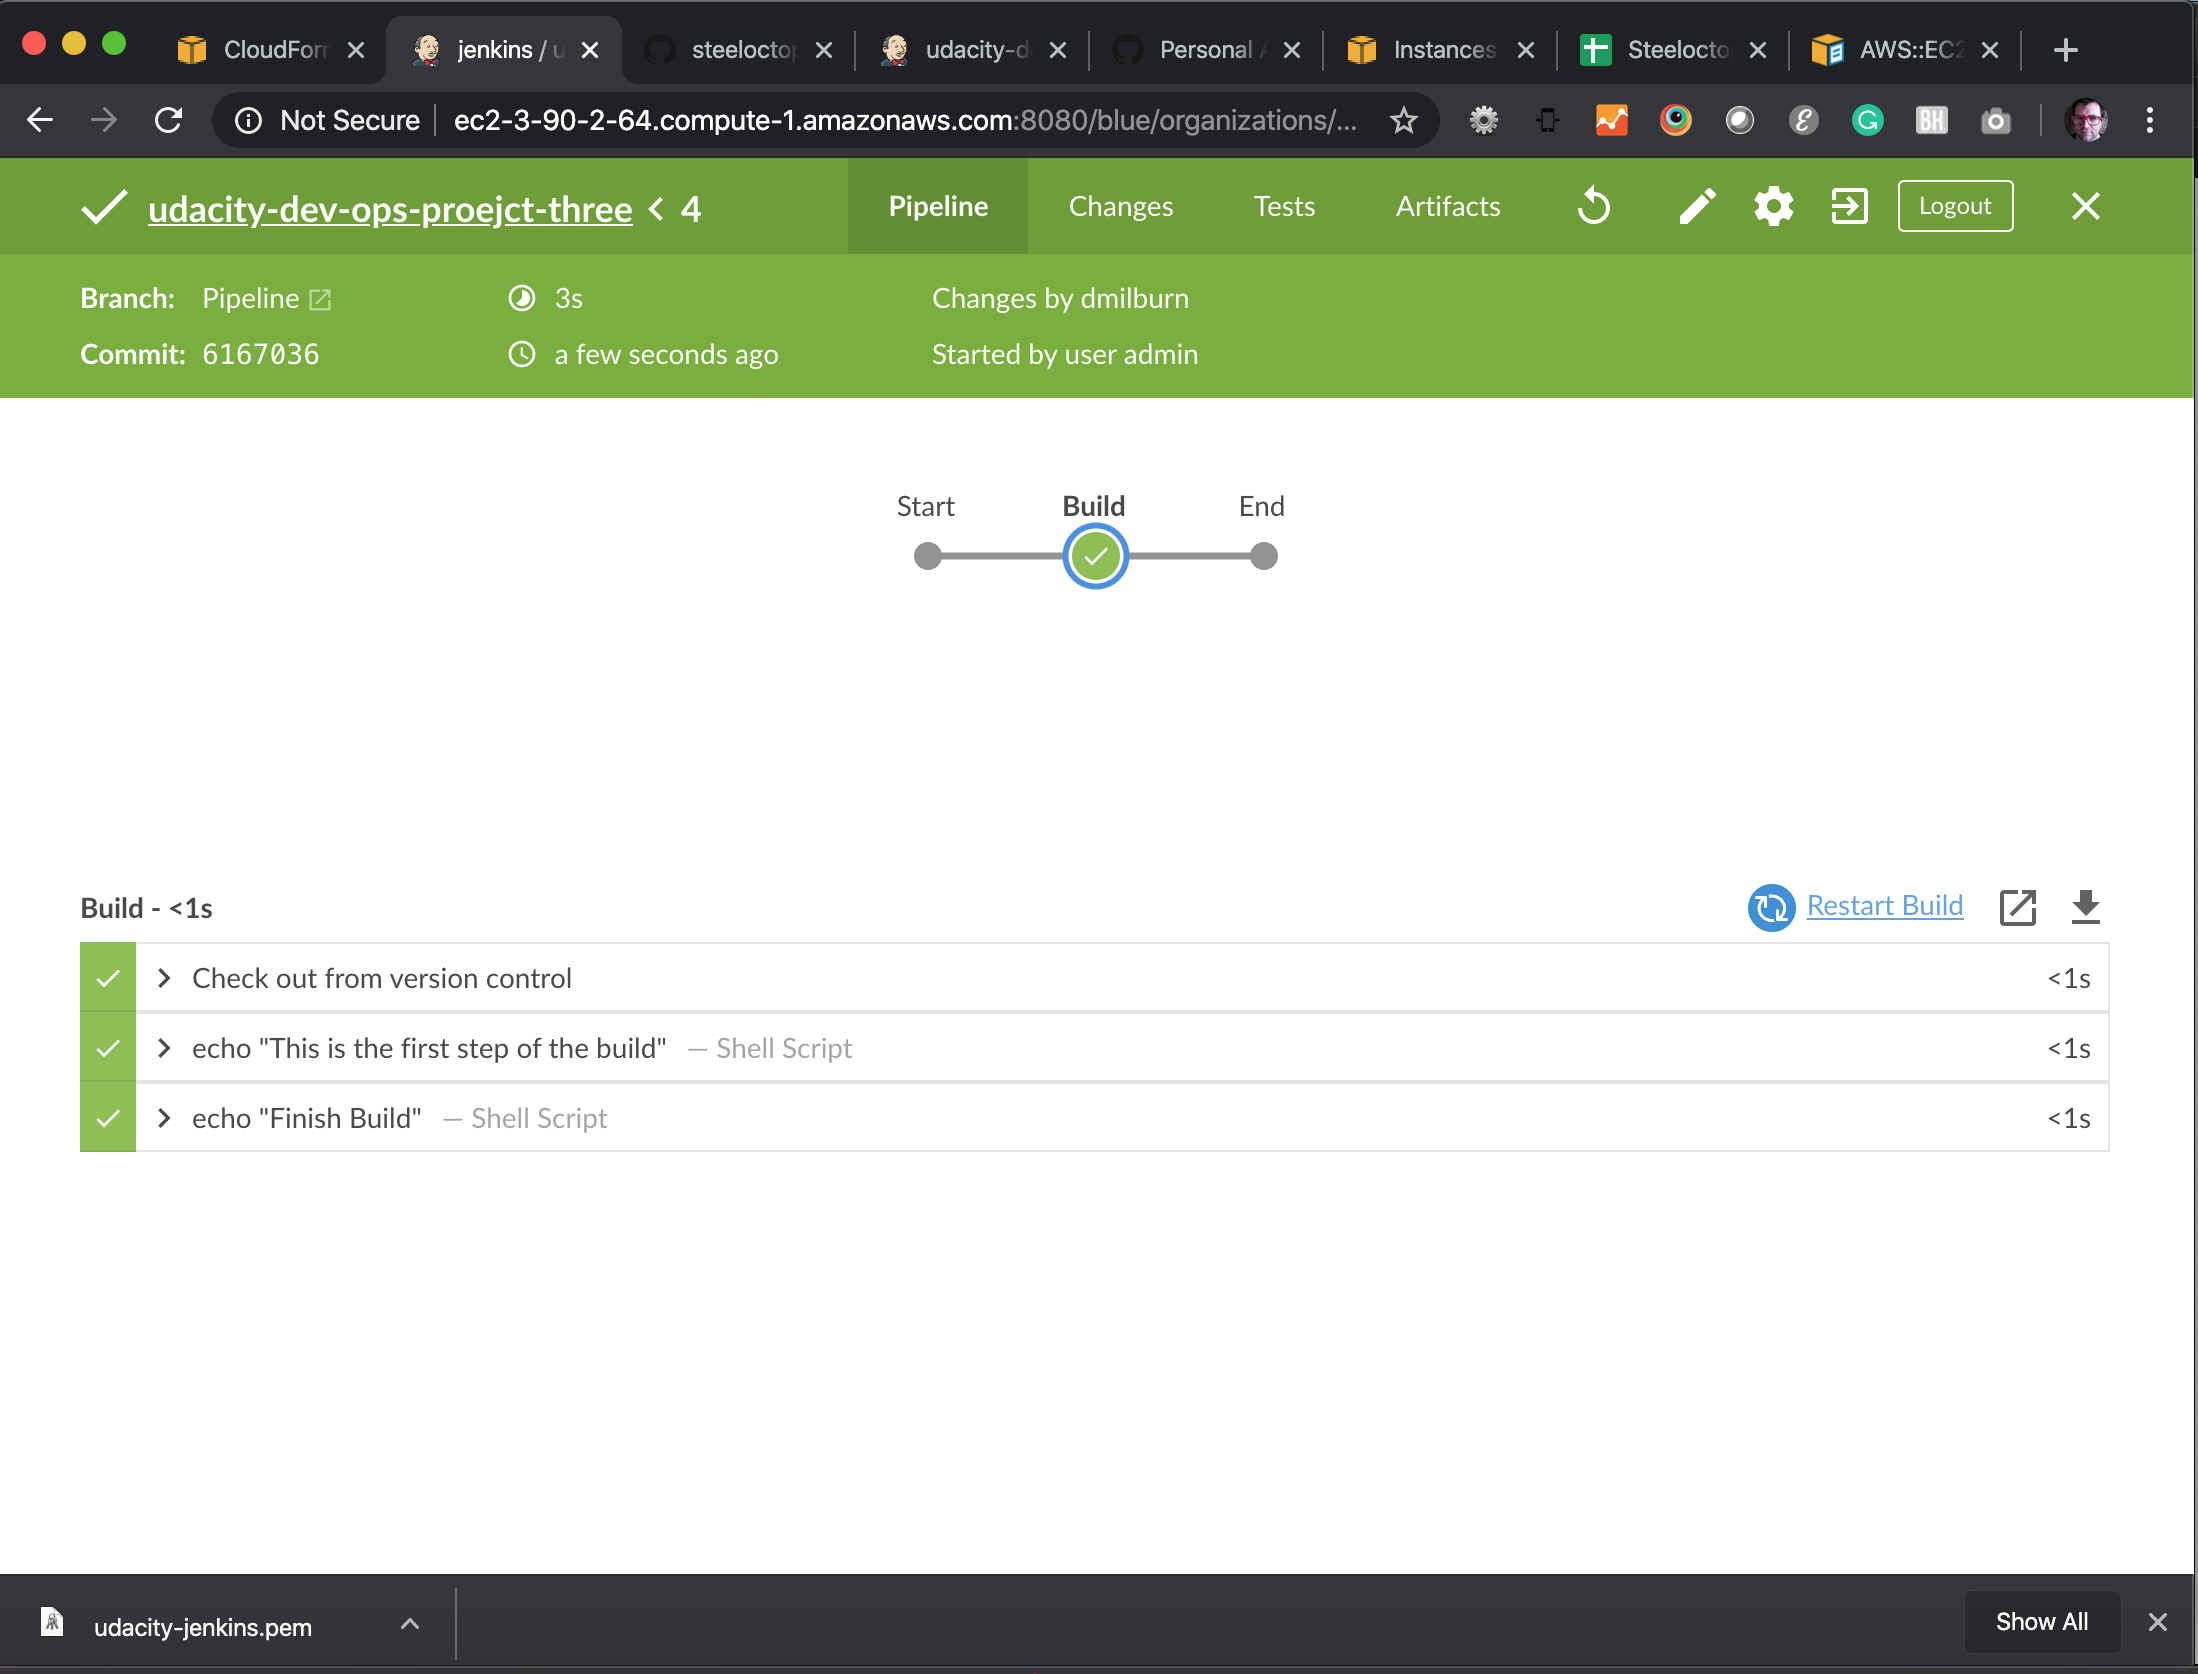 CloudForr
jenkins / u
steeloctop
udacity-d
Personal A
Instances
Steelocto
AWS::EC2
Not Secure
ec2-3-90-2-64.compute-1.amazonaws.com:8080/blue/organizations/...
BH
udacity-dev-ops-proejct-three < 4
Pipeline
Changes
Tests
Artifacts
Logout
Branch: Pipeline
3s
Changes by dmilburn
Commit: 6167036
a few seconds ago
Started by user admin
Start
Build
End
Build - <1s
Restart Build
Check out from version control
<1s
echo "This is the first step of the build" — Shell Script
<1s
echo "Finish Build" — Shell Script
<1s
udacity-jenkins.pem
Show All